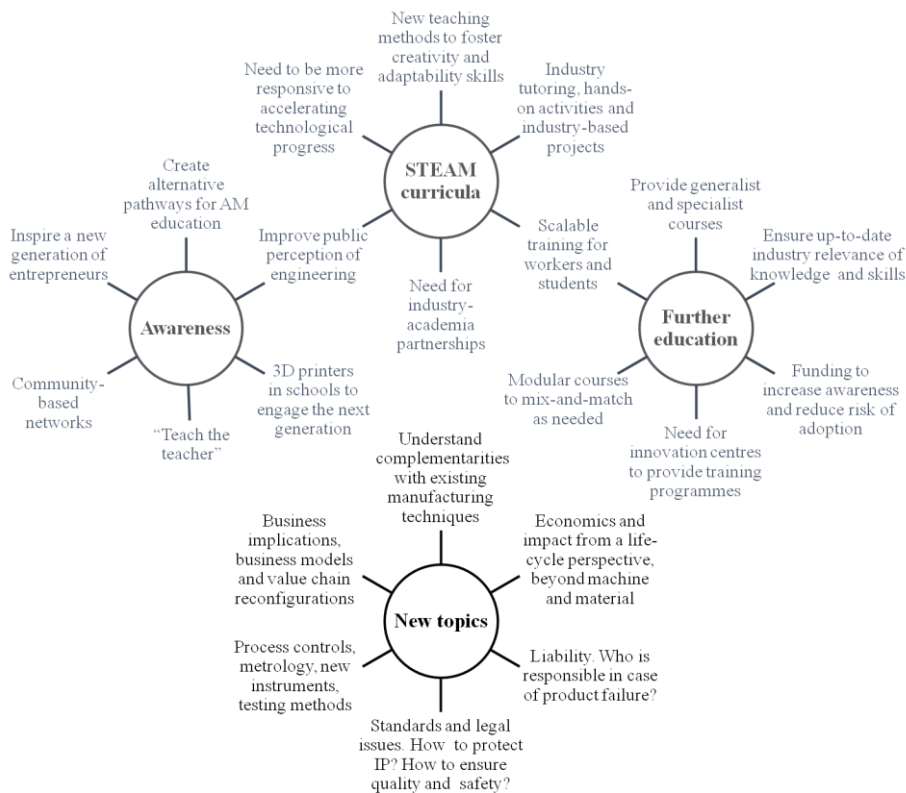 New teaching
methods to foster
creativity and
adaptability skills
Need to be more
responsive to
accelerating
technological
progress
Industry
tutoring, hands-
on activities and
industry-based
projects
STEAM
curricula
Create
alternative
pathways for AM
education
Inspire a new
generation of
entrepreneurs
Improve public
perception of
engineering
Need for
industry-
academia
partnerships
Scalable
training for
workers and
students
Provide generalist
and specialist
courses
Ensure up-to-date
industry relevance of
knowledge and skills
Awareness
Further
education
Community-
based
networks
"Teach the
teacher"
3D printers
in schools to
engage the next
generation
Modular courses
to mix-and-match
as needed
Need for
innovation centres
to provide training
programmes
Funding to
increase awareness
and reduce risk of
adoption
Understand
complementarities
with existing
manufacturing
techniques
Business
implications,
business models
and value chain
reconfigurations
Economics and
impact from a life-
cycle perspective,
beyond machine
and material
New topics
Process controls,
metrology, new
instruments,
testing methods
Liability. Who is
responsible in case
of product failure?
Standards and legal
issues. How to protect
IP? How to ensure
quality and safety?